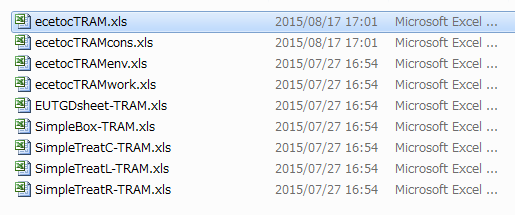 ecetocTRAM.xls 2015/08/17 17:01 Microsoft Excel ...
ecetocTRAMcons.xls 2015/08/17 17:01 Microsoft Excel ...
ecetocTRAMenv.xls 2015/07/27 16:54 Microsoft Excel ...
ecetocTRAMwork.xls 2015/07/27 16:54 Microsoft Excel ...
EUTGDsheet-TRAM.xls 2015/07/27 16:54 Microsoft Excel ...
SimpleBox-TRAM.xls 2015/07/27 16:54 Microsoft Excel ...
SimpleTreatC-TRAM.xls 2015/07/27 16:54 Microsoft Excel ...
SimpleTreatL-TRAM.xls 2015/07/27 16:54 Microsoft Excel ...
SimpleTreatR-TRAM.xls 2015/07/27 16:54 Microsoft Excel ...